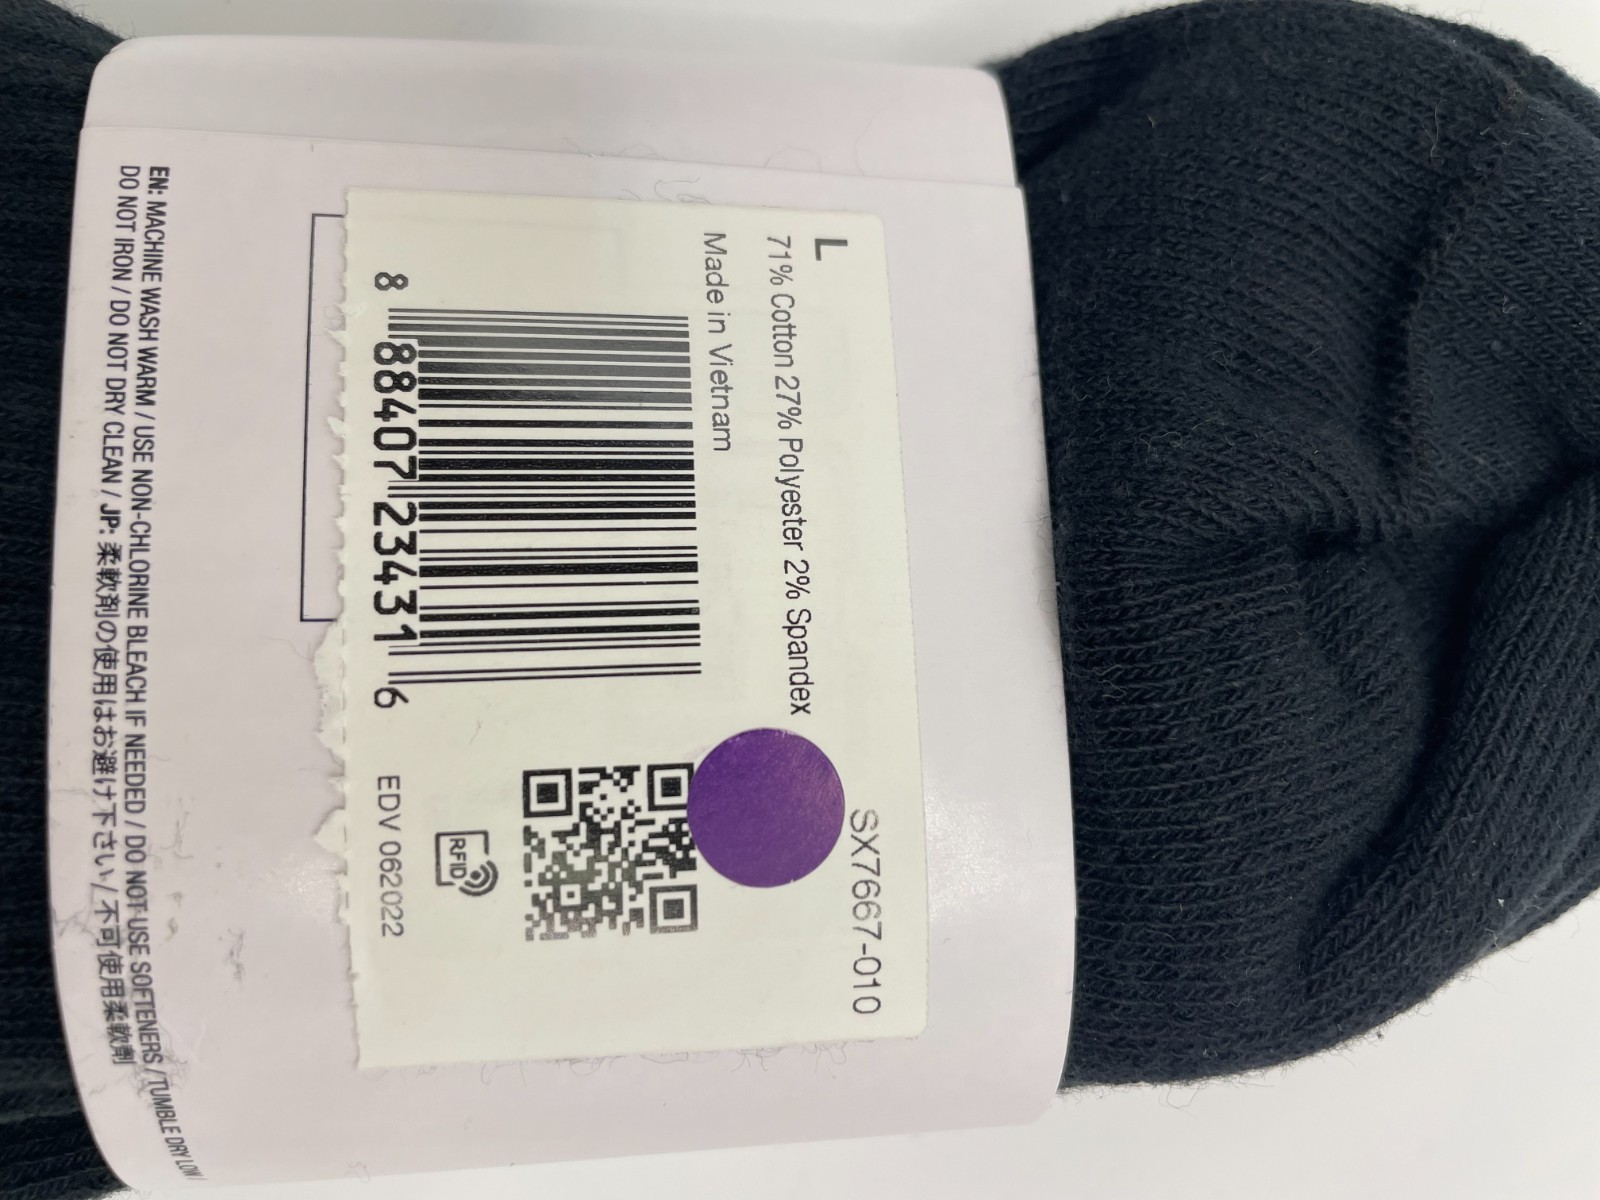 L
SX7667-010
71% Cotton 27% Polyester 2% Spandex
Made in Vietnam
8 88407 23431 6
RFID
EDV 062022
EN: MACHINE WASH WARM / USE NON-CHLORINE BLEACH IF NEEDED / DO NOT USE SOFTENERS / TUMBLE DRY LOW /
DO NOT IRON / DO NOT DRY CLEAN / JP: 柔軟剤の使用はお避け下さい / 不可使用柔軟劑